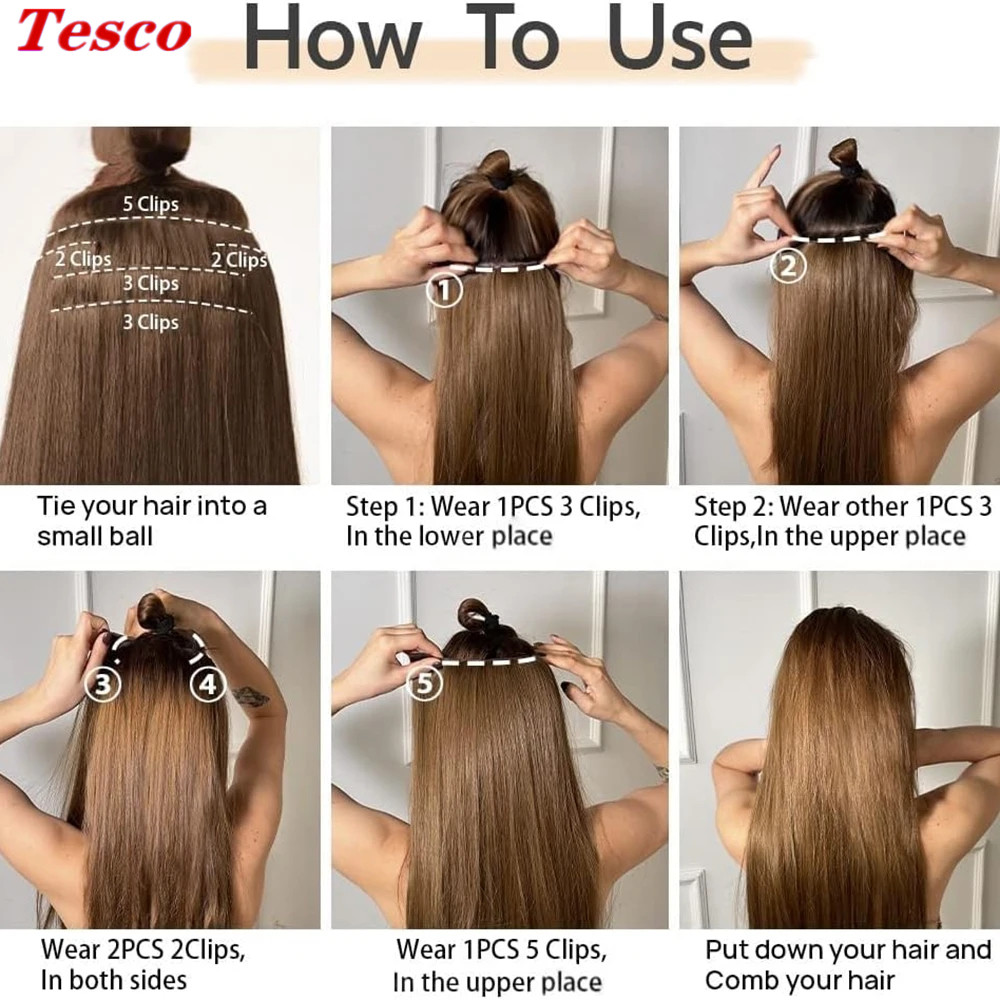 Tesco
How To Use
5 Clips
2 Clips
2 Clips
3 Clips
3 Clips
1
2
Tie your hair into a
small ball
Step 1: Wear 1PCS 3 Clips,
In the lower place
Step 2: Wear other 1PCS 3
Clips,In the upper place
3
4
5
Wear 2PCS 2Clips,
In both sides
Wear 1PCS 5 Clips,
In the upper place
Put down your hair and
Comb your hair